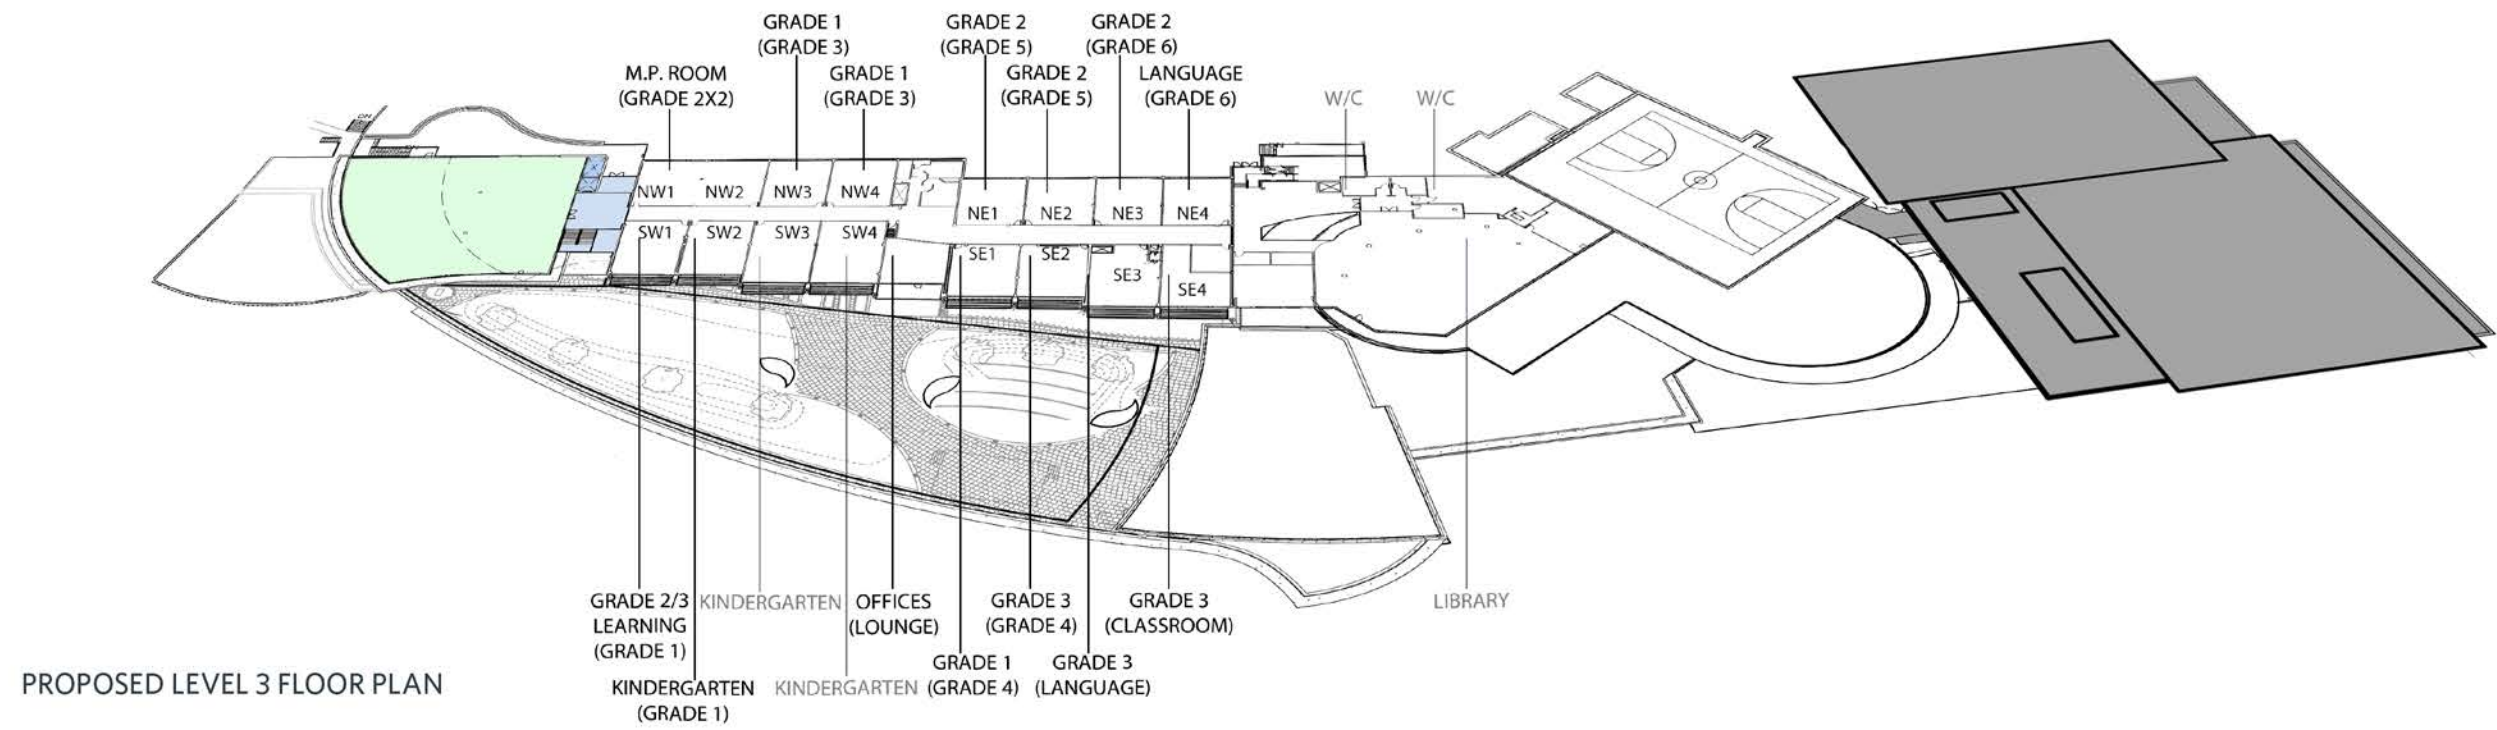 GRADE 1
(GRADE 3)
GRADE 2
(GRADE 5)
GRADE 2
(GRADE 6)
M.P. ROOM
(GRADE 2X2)
GRADE 1
(GRADE 3)
GRADE 2
(GRADE 5)
LANGUAGE
(GRADE 6)
W/C
W/C
DN
NW1
NW2
NW3
NW4
NE1
NE2
NE3
NE4
SW1
SW2
SW3
SW4
SE1
SE2
SE3
SE4
GRADE 2/3
LEARNING
(GRADE 1)
KINDERGARTEN
OFFICES
(LOUNGE)
GRADE 3
(GRADE 4)
GRADE 3
(CLASSROOM)
LIBRARY
KINDERGARTEN
(GRADE 1)
KINDERGARTEN
GRADE 1
(GRADE 4)
GRADE 3
(LANGUAGE)
PROPOSED LEVEL 3 FLOOR PLAN